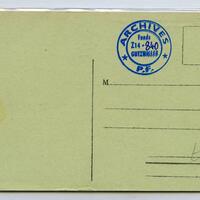 ARCHIVES
Fonds
Z14-840
GUTZWILLER
P.F.
M